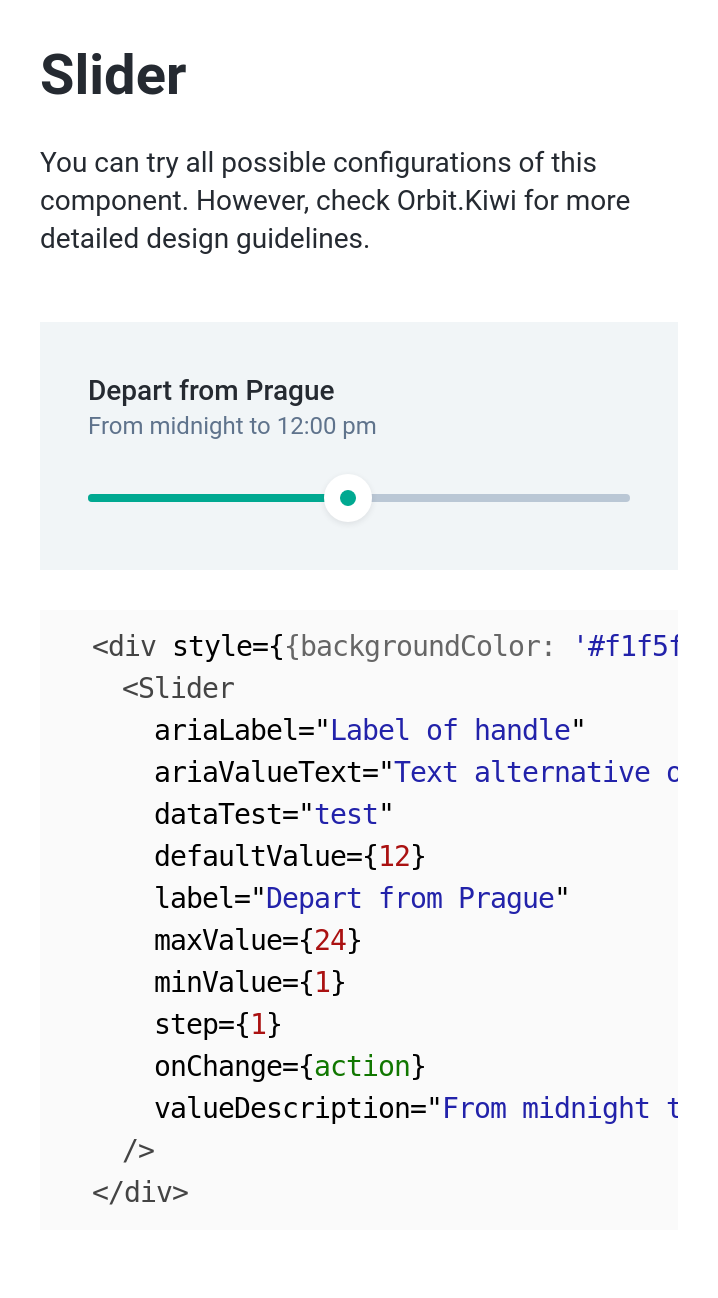 Slider
You can try all possible configurations of this
component. However, check Orbit.Kiwi for more
detailed design guidelines.
Depart from Prague
From midnight to 12:00 pm
<div style={{backgroundColor: '#f1f5f
<Slider
ariaLabel="Label of handle"
ariaValueText="Text alternative o
dataTest="test"
defaultValue={12}
label="Depart from Prague"
maxValue={24}
minValue={1}
step={1}
onChange={action}
valueDescription="From midnight t
/>
</div>